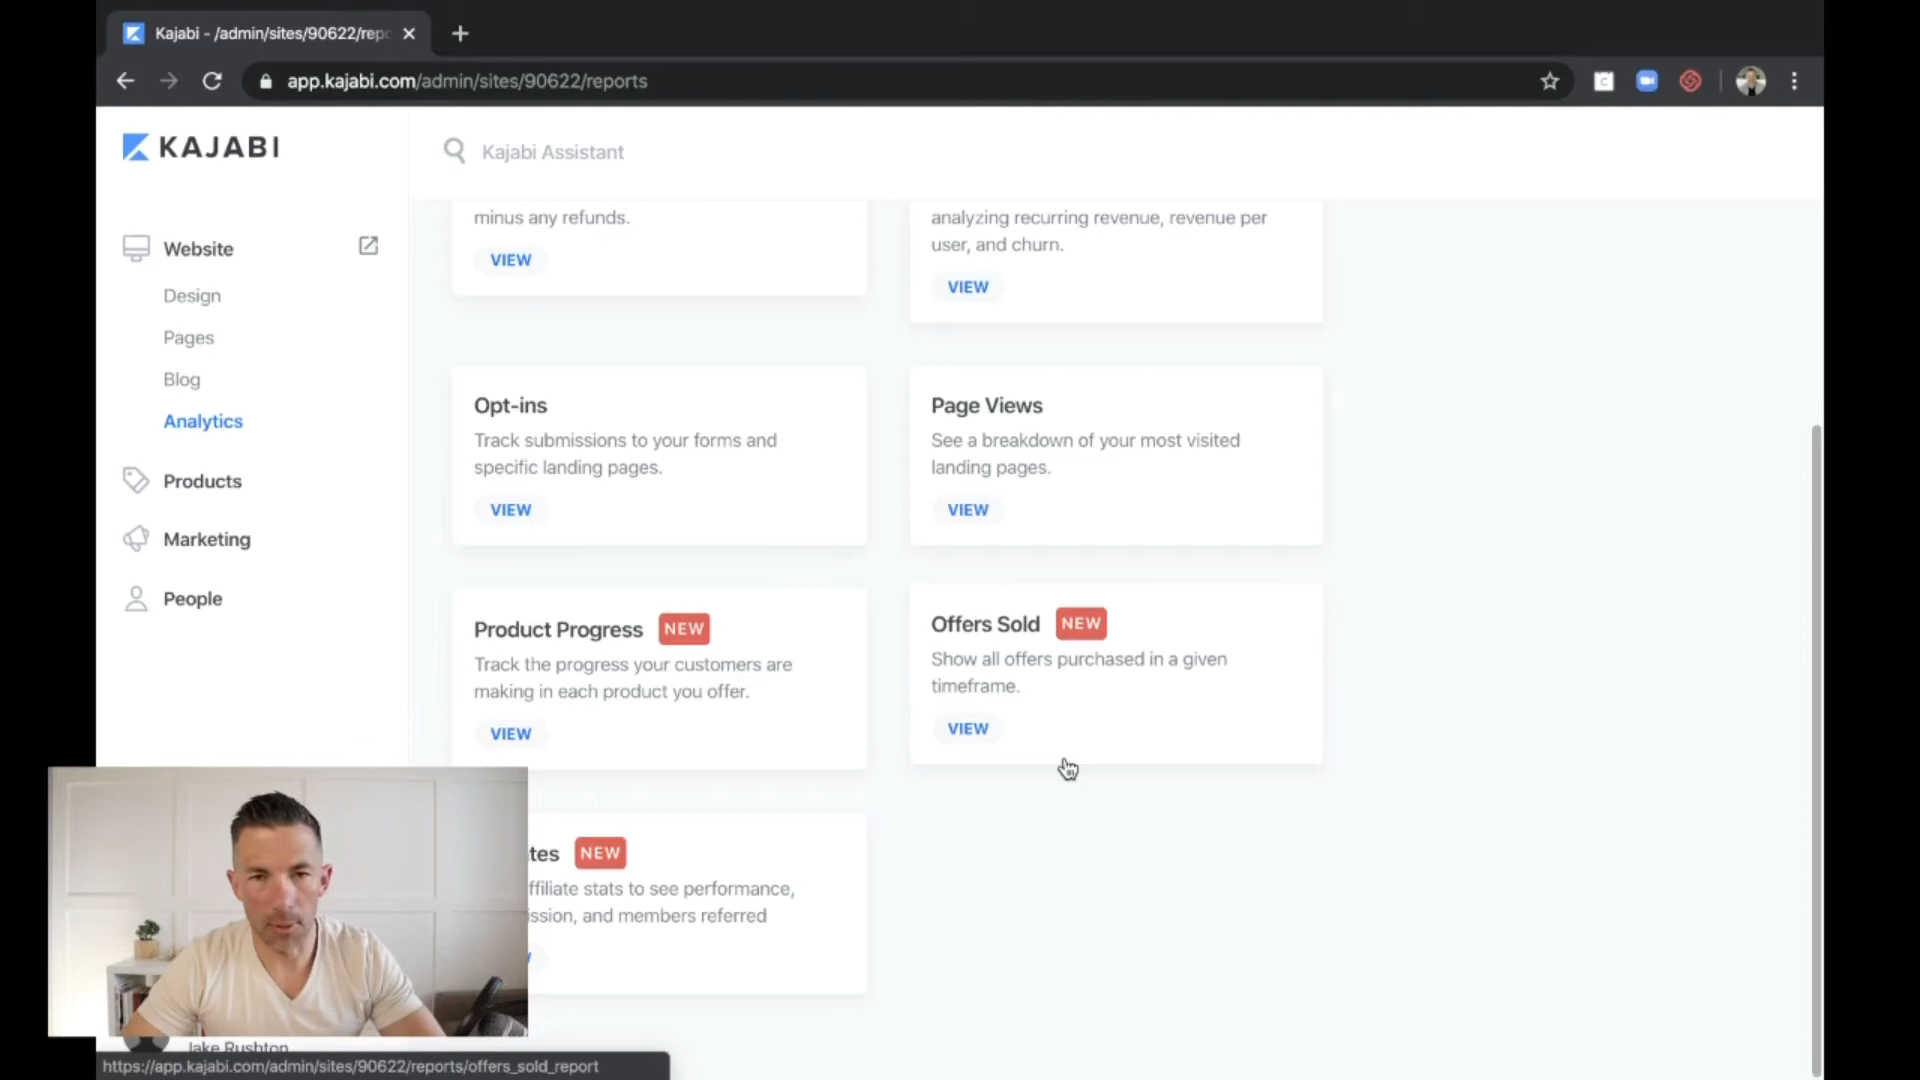 Kajabi - /admin/sites/90622/rep
app.kajabi.com/admin/sites/90622/reports
KAJABI
Kajabi Assistant
Website
Design
Pages
Blog
Analytics
Products
Marketing
People
minus any refunds.
VIEW
analyzing recurring revenue, revenue per
user, and churn.
VIEW
Opt-ins
Track submissions to your forms and
specific landing pages.
VIEW
Page Views
See a breakdown of your most visited
landing pages.
VIEW
Product Progress NEW
Track the progress your customers are
making in each product you offer.
VIEW
Offers Sold NEW
Show all offers purchased in a given
timeframe.
VIEW
tes NEW
ffiliate stats to see performance,
ission, and members referred
Jake Rushton
https://app.kajabi.com/admin/sites/90622/reports/offers_sold_report